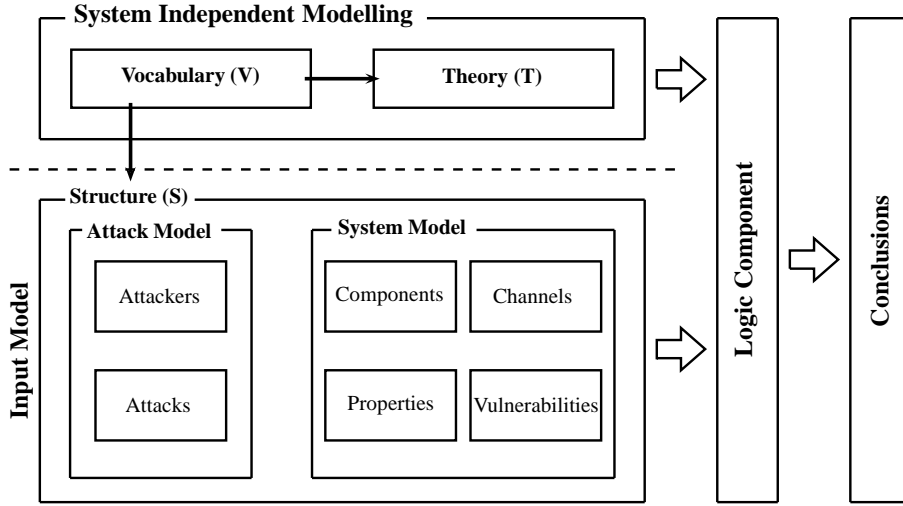 System Independent Modelling
Vocabulary (V)
Theory (T)
Structure (S)
Attack Model
System Model
Attackers
Components
Channels
Attacks
Properties
Vulnerabilities
Input Model
Logic Component
Conclusions